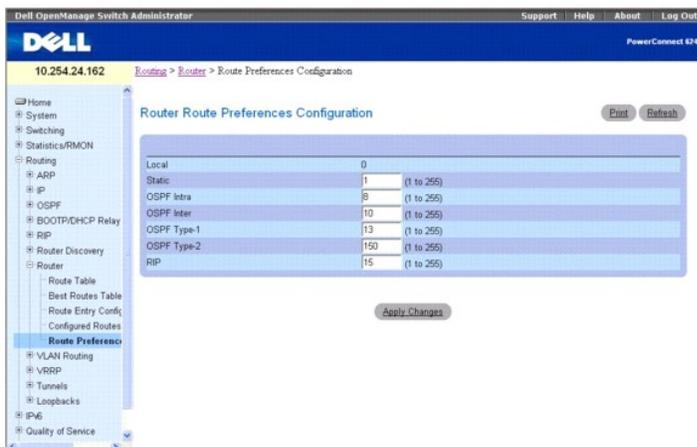 Dell OpenManage Switch Administrator
Support Help About Log Out
DELL
PowerConnect 624
10.254.24.162
Routing > Router > Route Preferences Configuration
Home
System
Switching
Statistics/RMON
Routing
ARP
IP
OSPF
BOOTP/DHCP Relay
RIP
Router Discovery
Router
Route Table
Best Routes Table
Route Entry Config
Configured Routes
Route Preference
VLAN Routing
VRRP
Tunnels
Loopbacks
IPv6
Quality of Service
Router Route Preferences Configuration
Print Refresh
Local 0
Static 1 (1 to 255)
OSPF Intra 8 (1 to 255)
OSPF Inter 10 (1 to 255)
OSPF Type-1 13 (1 to 255)
OSPF Type-2 150 (1 to 255)
RIP 15 (1 to 255)
Apply Changes